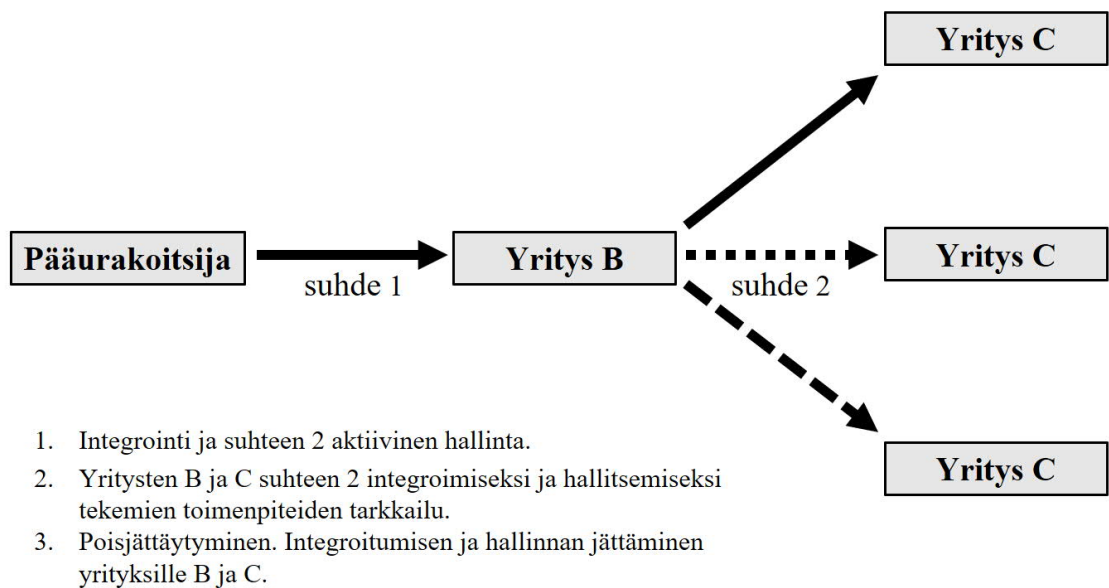 Yritys C
Pääurakoitsija
suhde 1
Yritys B
suhde 2
Yritys C
Yritys C
1. Integrointi ja suhteen 2 aktiivinen hallinta.
2. Yritysten B ja C suhteen 2 integroimiseksi ja hallitsemiseksi
tekemien toimenpiteiden tarkkailu.
3. Poisjättäytyminen. Integroitumisen ja hallinnan jättäminen
yrityksille B ja C.